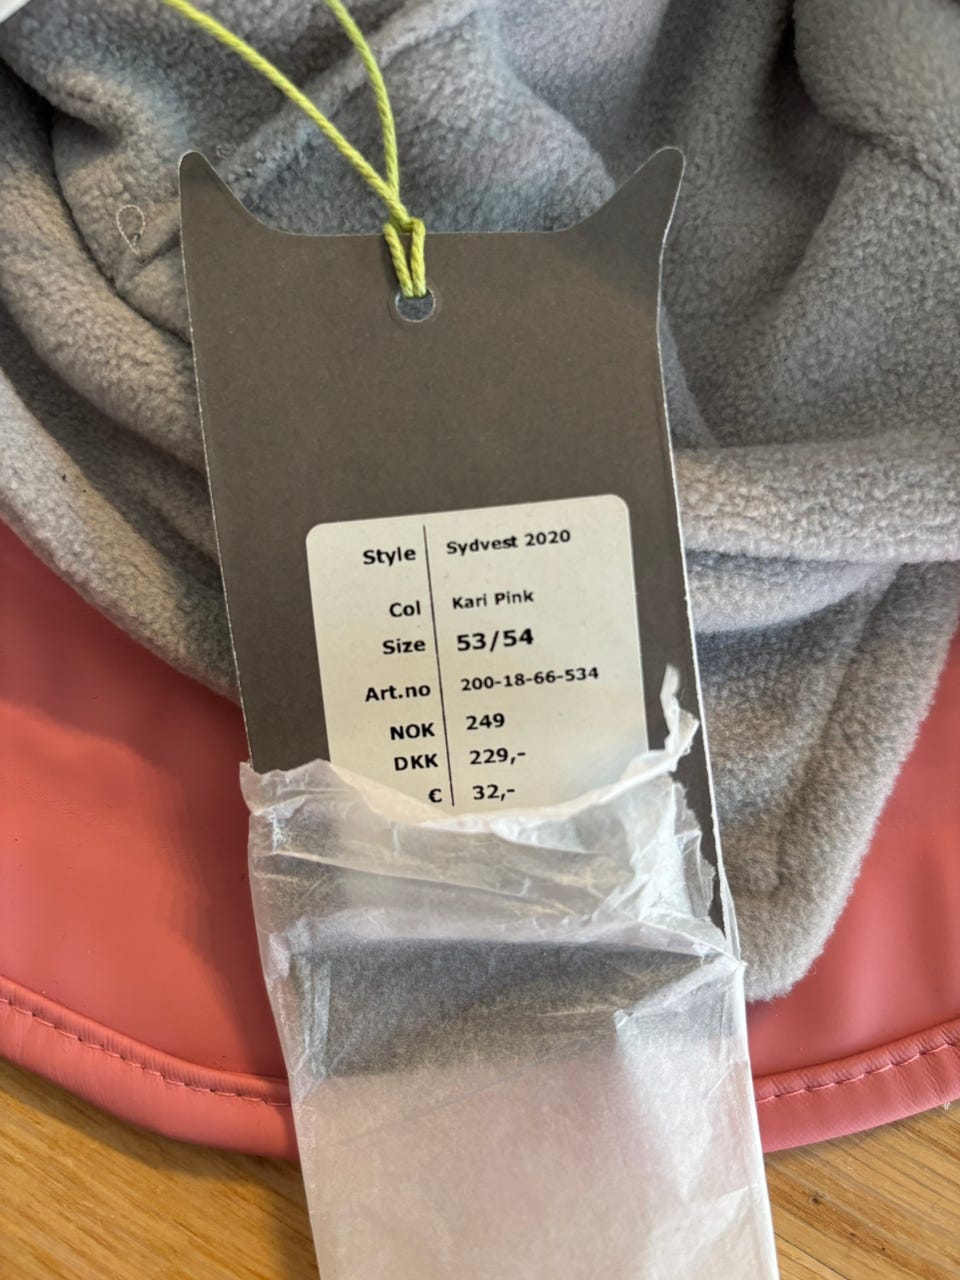 Style Sydvest 2020
Col Kari Pink
Size 53/54
Art.no 200-18-66-534
NOK 249
DKK 229,-
€ 32,-